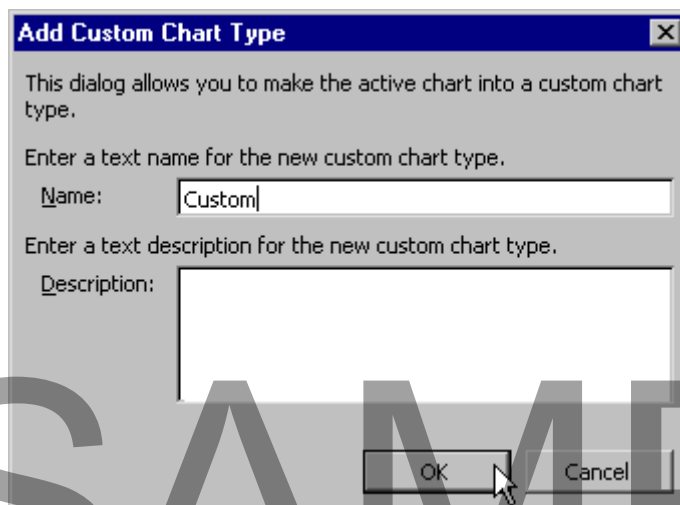 Add Custom Chart Type
This dialog allows you to make the active chart into a custom chart
type.
Enter a text name for the new custom chart type.
Name: Custom
Enter a text description for the new custom chart type.
Description:
OK Cancel